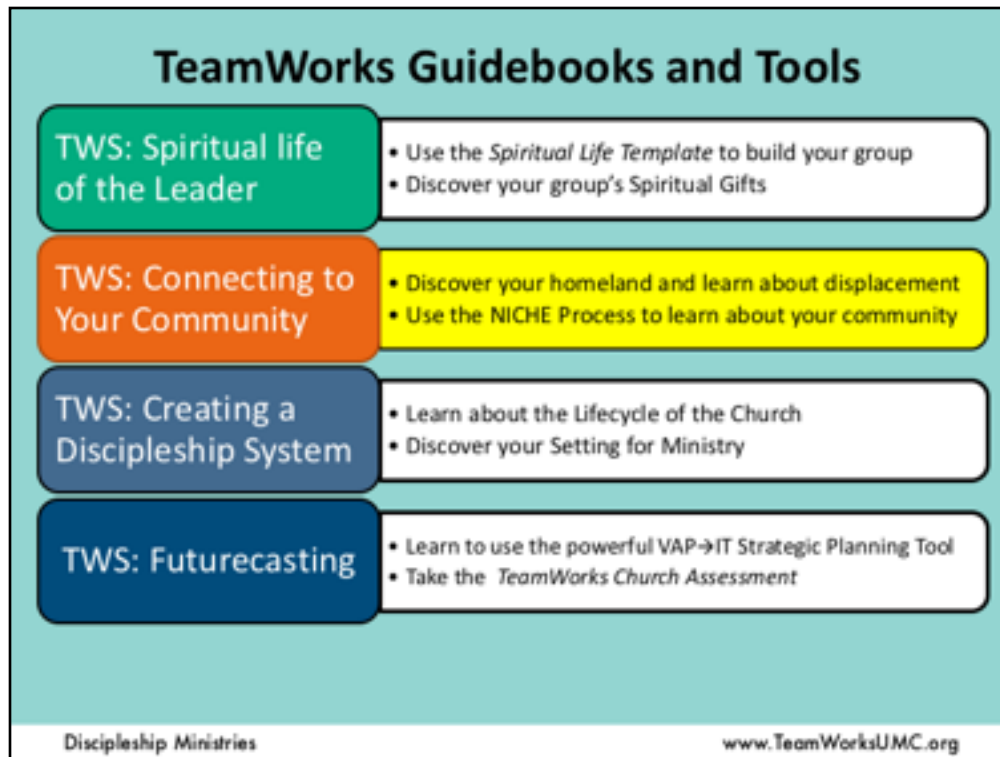 TeamWorks Guidebooks and Tools
TWS: Spiritual life
of the Leader
• Use the Spiritual Life Template to build your group
• Discover your group's Spiritual Gifts
TWS: Connecting to
Your Community
• Discover your homeland and learn about displacement
• Use the NICHE Process to learn about your community
TWS: Creating a
Discipleship System
• Learn about the Lifecycle of the Church
• Discover your Setting for Ministry
TWS: Futurecasting
• Learn to use the powerful VAP→IT Strategic Planning Tool
• Take the TeamWorks Church Assessment
Discipleship Ministries
www.TeamWorksUMC.org